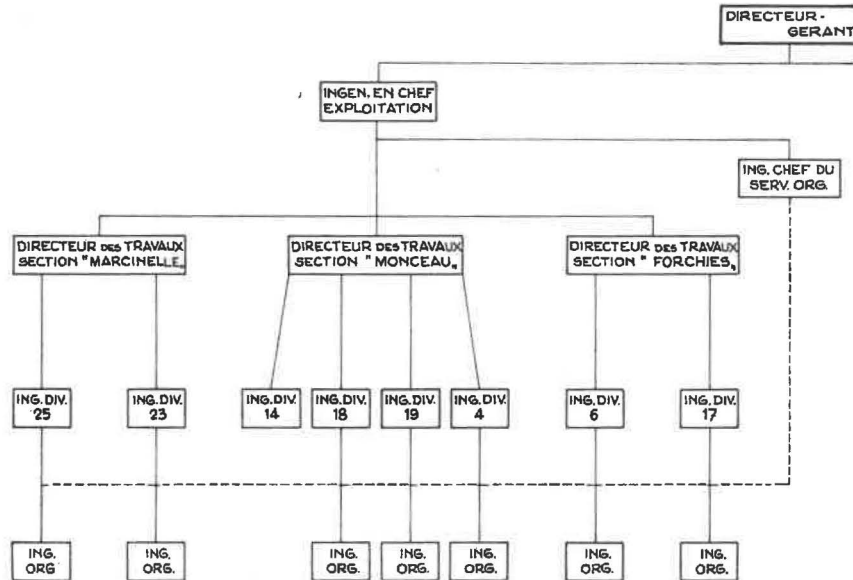 DIRECTEUR-
GERANT
INGEN. EN CHEF
EXPLOITATION
ING. CHEF DU
SERV. ORG.
DIRECTEUR DES TRAVAUX
SECTION "MARCINELLE„
DIRECTEUR DES TRAVAUX
SECTION "MONCEAU„
DIRECTEUR DES TRAVAUX
SECTION "FORCHIES„
ING. DIV.
25
ING. DIV.
23
ING. DIV.
14
ING. DIV.
18
ING. DIV.
19
ING. DIV.
4
ING. DIV.
6
ING. DIV.
17
ING.
ORG
ING.
ORG.
ING.
ORG.
ING.
ORG.
ING.
ORG.
ING.
ORG.
ING.
ORG.